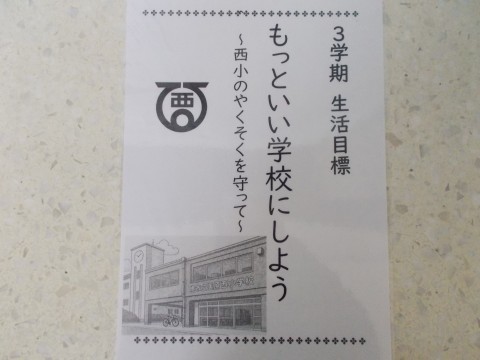 3学期 生活目標
もっといい学校にしよう
～西小のやくそくを守って～
西